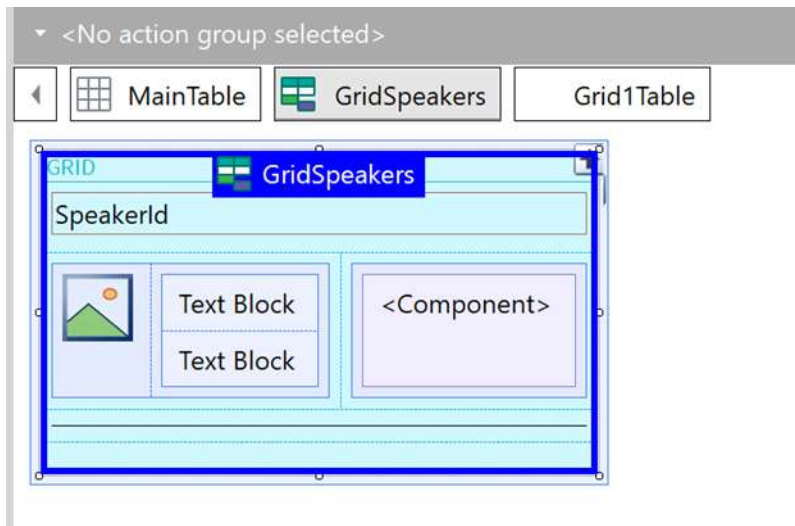 <No action group selected>
MainTable GridSpeakers Grid1Table
GRID GridSpeakers
SpeakerId
Text Block <Component>
Text Block